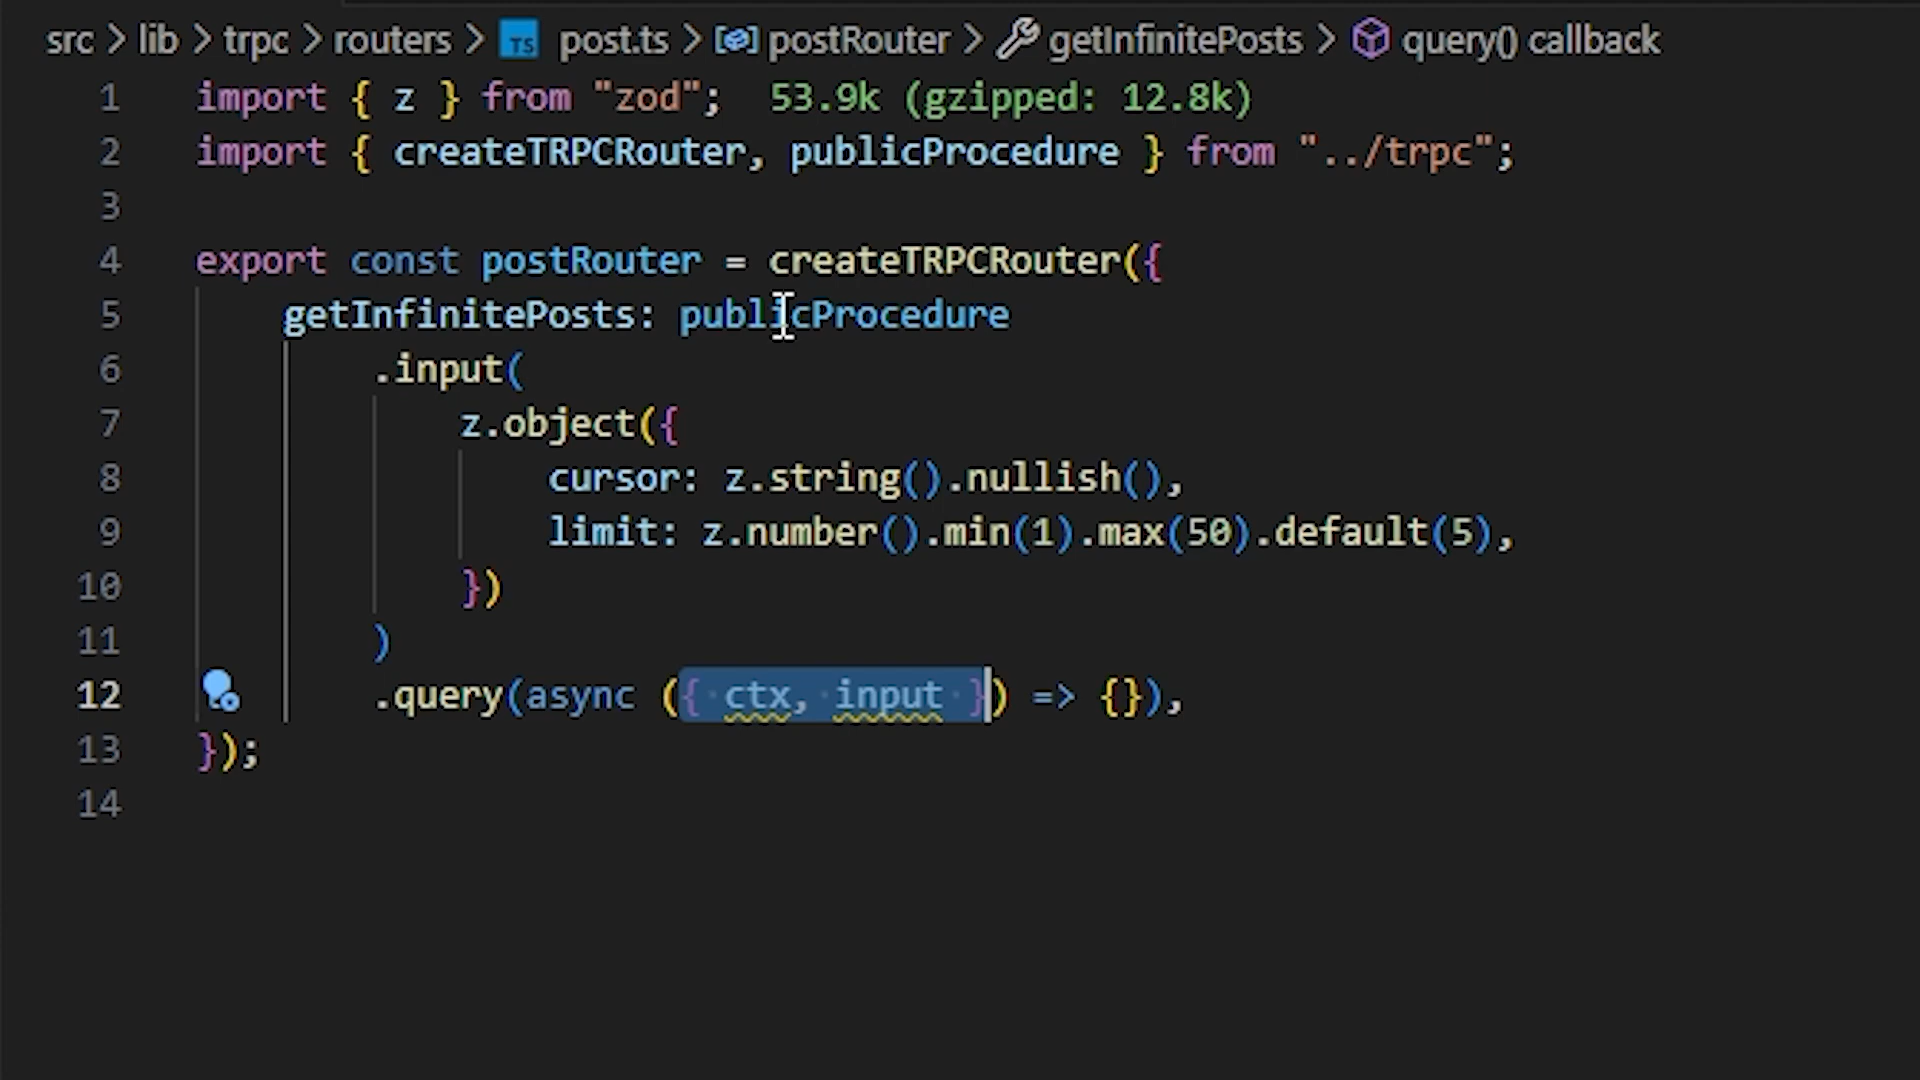 src > lib > trpc > routers > TS post.ts > postRouter > getInfinitePosts > query() callback
1 import { z } from "zod"; 53.9k (gzipped: 12.8k)
2 import { createTRPCRouter, publicProcedure } from "../trpc";
3
4 export const postRouter = createTRPCRouter({
5 getInfinitePosts: publicProcedure
6 .input(
7 z.object({
8 cursor: z.string().nullish(),
9 limit: z.number().min(1).max(50).default(5),
10 })
11 )
12 .query(async ({ ctx, input }) => {}),
13 });
14